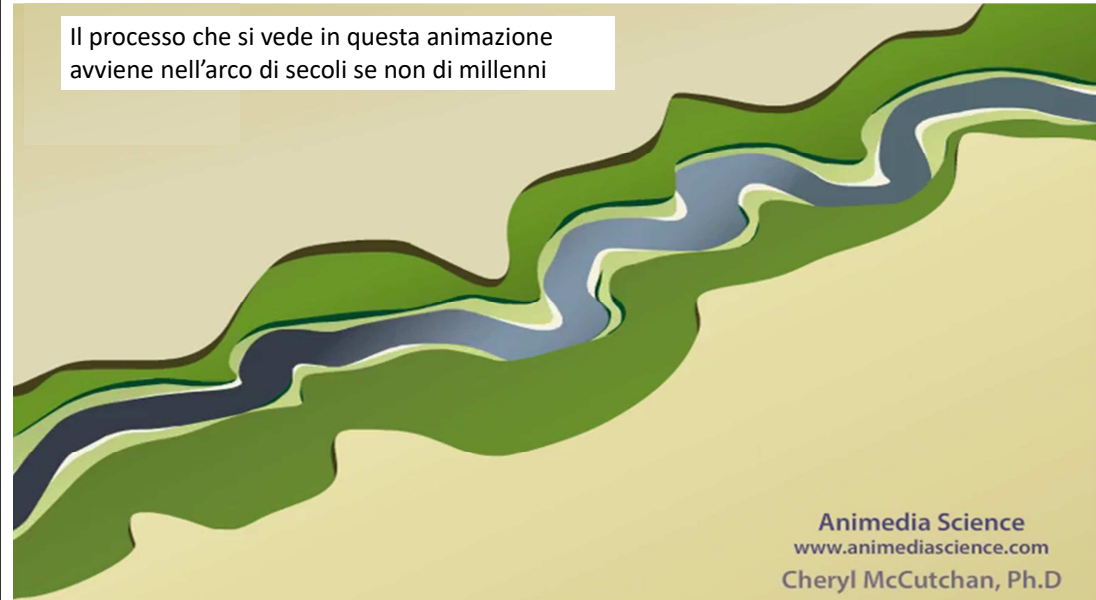 Il processo che si vede in questa animazione
avviene nell’arco di secoli se non di millenni
Animedia Science
www.animediascience.com
Cheryl McCutchan, Ph.D